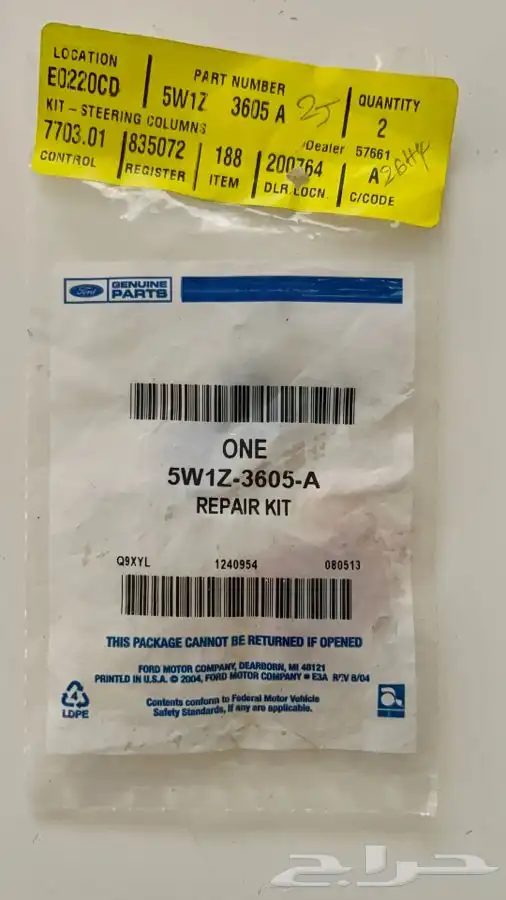 LOCATION
E0220CD
PART NUMBER
5W1Z 3605 A
25
QUANTITY
2
KIT - STEERING COLUMNS
Dealer 57661
7703.01
CONTROL
835072
REGISTER
188
ITEM
200764
DLR.LOCN.
A
C/CODE
Ford
GENUINE
PARTS
ONE
5W1Z-3605-A
REPAIR KIT
Q9XYL 1240954 080513
THIS PACKAGE CANNOT BE RETURNED IF OPENED
FORD MOTOR COMPANY, DEARBORN, MI 48121
PRINTED IN U.S.A. © 2004, FORD MOTOR COMPANY E3A REV 8/04
Contents conform to Federal Motor Vehicle
Safety Standards, if any are applicable.
4
LDPE
حراج